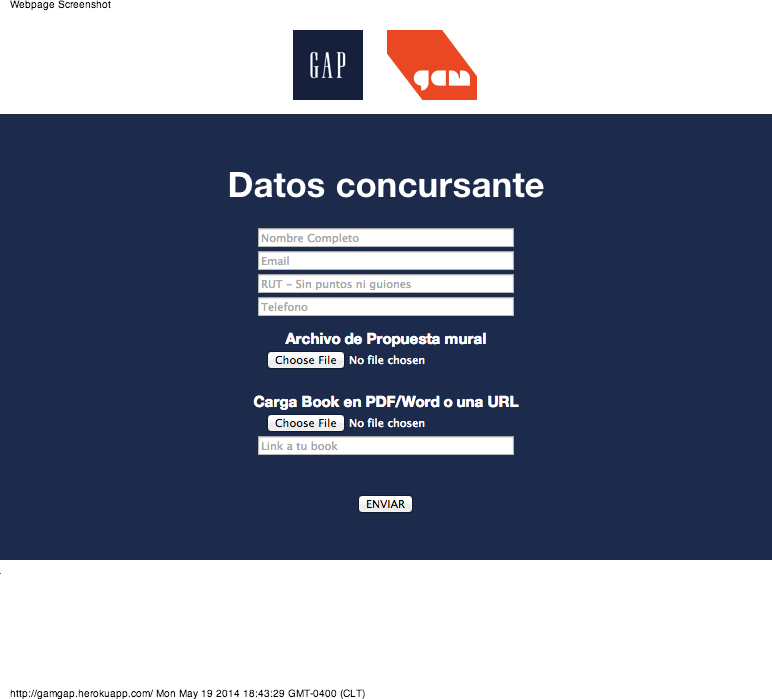 Webpage Screenshot
GAP gam
Datos concursante
Nombre Completo
Email
RUT - Sin puntos ni guiones
Telefono
Archivo de Propuesta mural
Choose File No file chosen
Carga Book en PDF/Word o una URL
Choose File No file chosen
Link a tu book
ENVIAR
.
http://gamgap.herokuapp.com/ Mon May 19 2014 18:43:29 GMT-0400 (CLT)